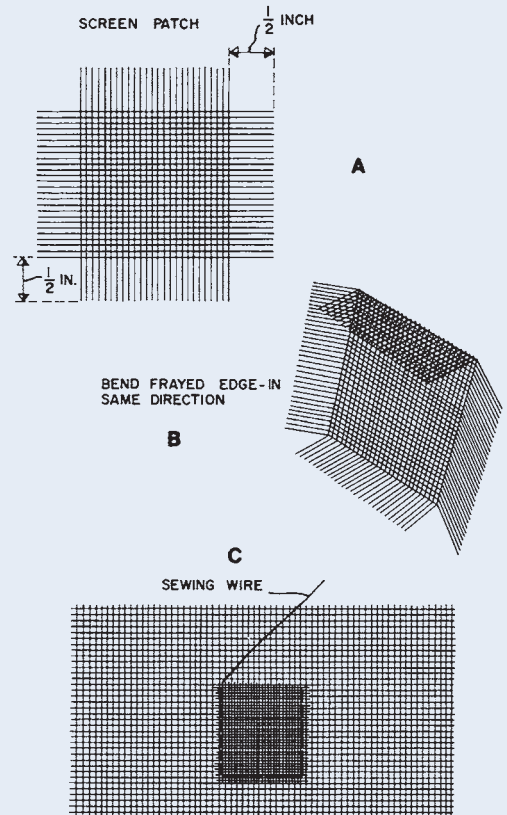 SCREEN PATCH
1/2 INCH
A
1/2 IN.
BEND FRAYED EDGE-IN
SAME DIRECTION
B
C
SEWING WIRE